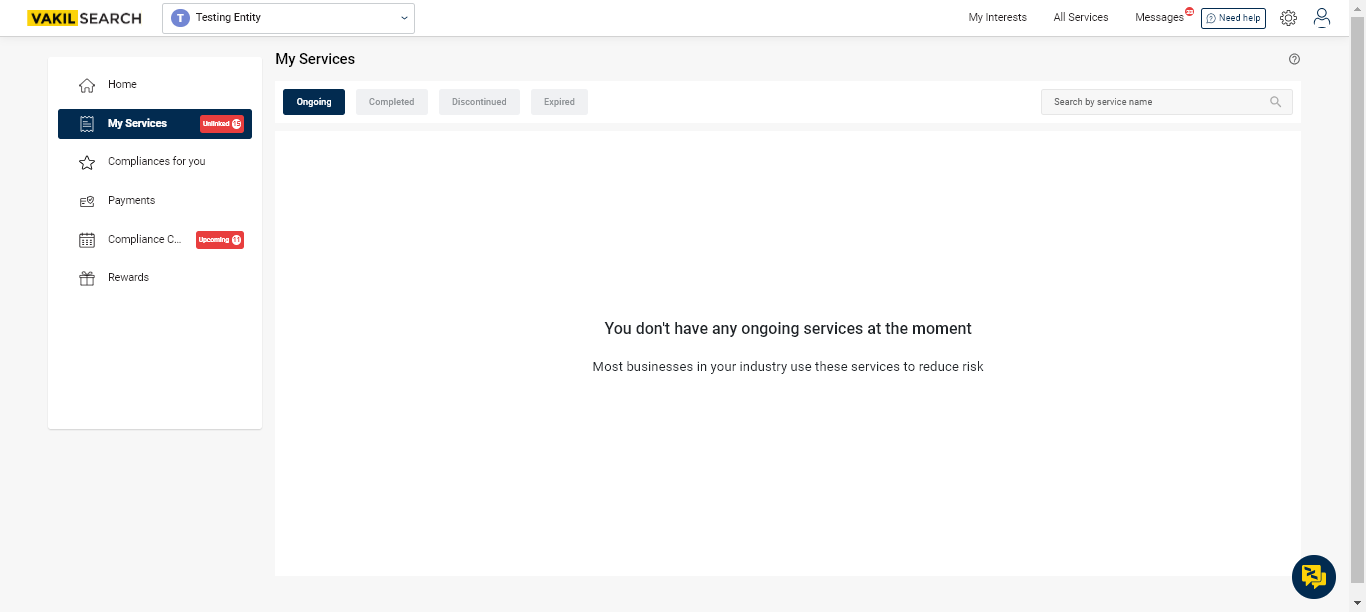 VAKILSEARCH
T Testing Entity
My Interests
All Services
Messages
Need help
Home
My Services
Unlinked 15
Compliances for you
Payments
Compliance C...
Upcoming 11
Rewards
My Services
Ongoing
Completed
Discontinued
Expired
Search by service name
You don't have any ongoing services at the moment
Most businesses in your industry use these services to reduce risk